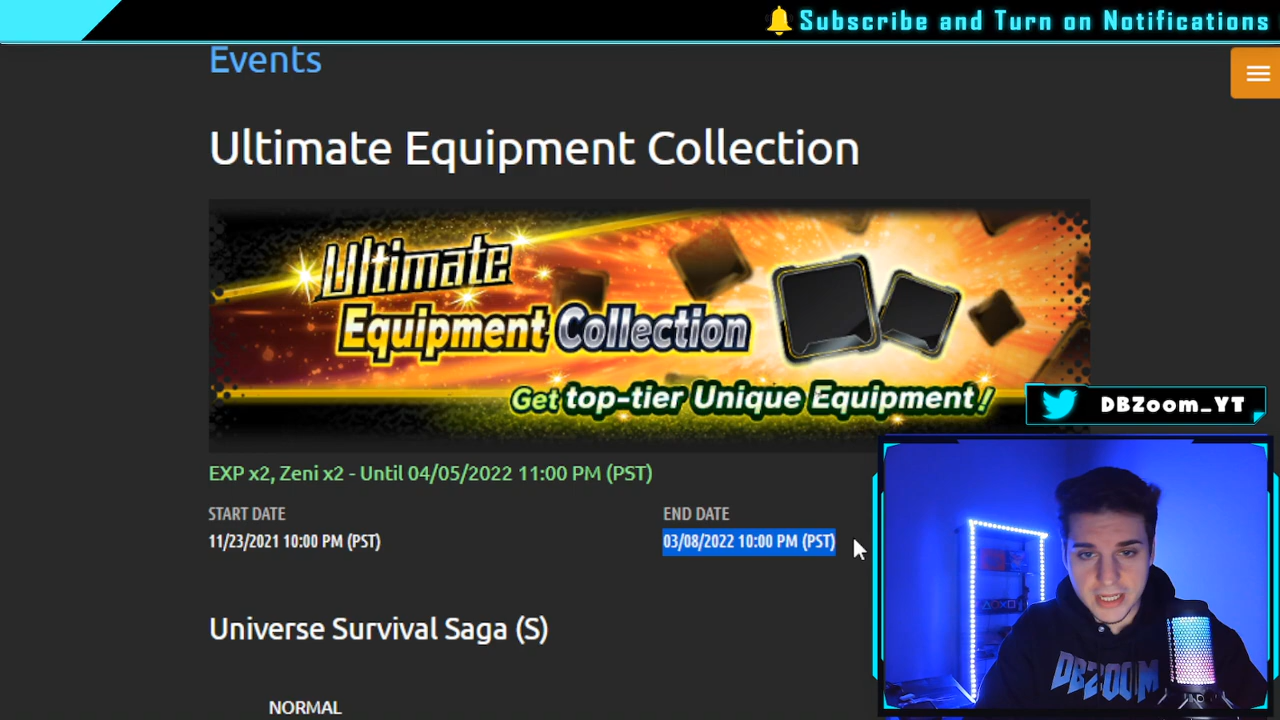 Subscribe and Turn on Notifications
Events
Ultimate Equipment Collection
Ultimate
Equipment Collection
Get top-tier Unique Equipment!
DBZoom_YT
EXP x2, Zeni x2 - Until 04/05/2022 11:00 PM (PST)
START DATE
END DATE
11/23/2021 10:00 PM (PST)
03/08/2022 10:00 PM (PST)
Universe Survival Saga (S)
DBZOOM
NORMAL